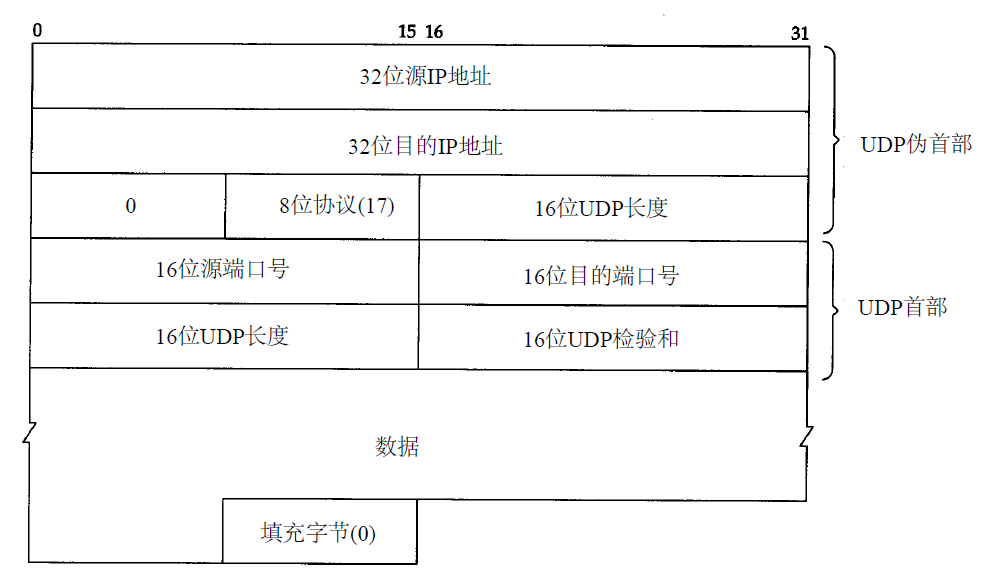 0 15 16 31
32位源IP地址
32位目的IP地址
UDP伪首部
0 8位协议(17) 16位UDP长度
16位源端口号 16位目的端口号
UDP首部
16位UDP长度 16位UDP检验和
数据
填充字节(0)